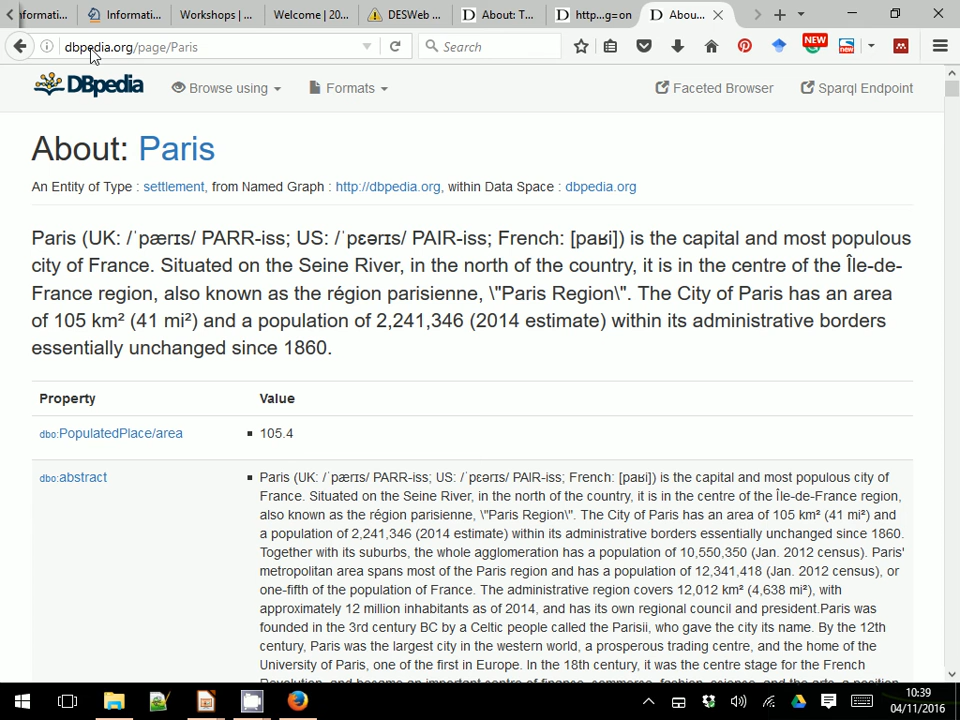 nformati...
Informati...
Workshops | ...
Welcome | 20...
DESWeb ...
About: T...
http...g=on
Abou...
dbpedia.org/page/Paris
Search
NEW
DBpedia
Browse using
Formats
Faceted Browser
Sparql Endpoint
About: Paris
An Entity of Type : settlement, from Named Graph : http://dbpedia.org, within Data Space : dbpedia.org
Paris (UK: /ˈpærɪs/ PARR-iss; US: /ˈpɛərɪs/ PAIR-iss; French: [paʁi]) is the capital and most populous
city of France. Situated on the Seine River, in the north of the country, it is in the centre of the Île-de-
France region, also known as the région parisienne, \"Paris Region\". The City of Paris has an area
of 105 km² (41 mi²) and a population of 2,241,346 (2014 estimate) within its administrative borders
essentially unchanged since 1860.
Property
Value
dbo:PopulatedPlace/area
105.4
dbo:abstract
Paris (UK: /ˈpærɪs/ PARR-iss; US: /ˈpɛərɪs/ PAIR-iss; French: [paʁi]) is the capital and most populous city of
France. Situated on the Seine River, in the north of the country, it is in the centre of the Île-de-France region,
also known as the région parisienne, \"Paris Region\". The City of Paris has an area of 105 km² (41 mi²) and
a population of 2,241,346 (2014 estimate) within its administrative borders essentially unchanged since 1860.
Together with its suburbs, the whole agglomeration has a population of 10,550,350 (Jan. 2012 census). Paris'
metropolitan area spans most of the Paris region and has a population of 12,341,418 (Jan. 2012 census), or
one-fifth of the population of France. The administrative region covers 12,012 km² (4,638 mi²), with
approximately 12 million inhabitants as of 2014, and has its own regional council and president.Paris was
founded in the 3rd century BC by a Celtic people called the Parisii, who gave the city its name. By the 12th
century, Paris was the largest city in the western world, a prosperous trading centre, and the home of the
University of Paris, one of the first in Europe. In the 18th century, it was the centre stage for the French
Revolution, and became an important centre of finance, commerce, fashion, science, and the arts, a position
10:39
04/11/2016